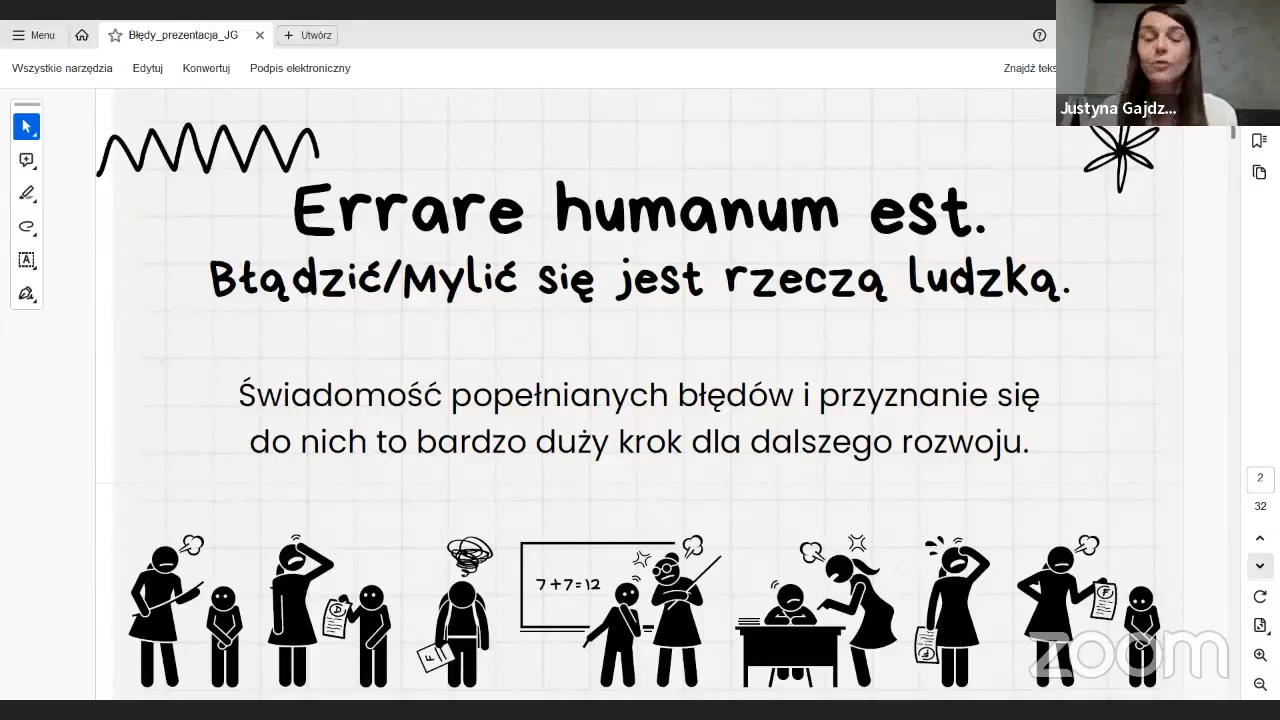 Menu
Błędy_prezentacja_JG
Utwórz
Wszystkie narzędzia
Edytuj
Konwertuj
Podpis elektroniczny
Znajdź teks
Justyna Gajdz...
Errare humanum est.
Błądzić/Mylić się jest rzeczą ludzką.
Świadomość popełnianych błędów i przyznanie się
do nich to bardzo duży krok dla dalszego rozwoju.
2
32
7+7=12
D
F
F
zoom